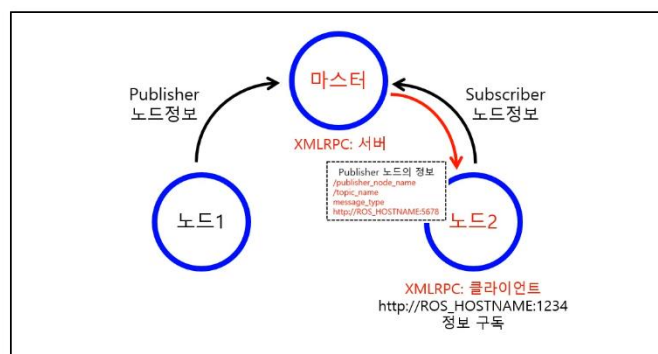 마스터
Publisher
노드정보
Subscriber
노드정보
XMLRPC: 서버
Publisher 노드의 정보
/publisher_node_name
/topic_name
message_type
http://ROS_HOSTNAME:5678
노드1
노드2
XMLRPC: 클라이언트
http://ROS_HOSTNAME:1234
정보 구독